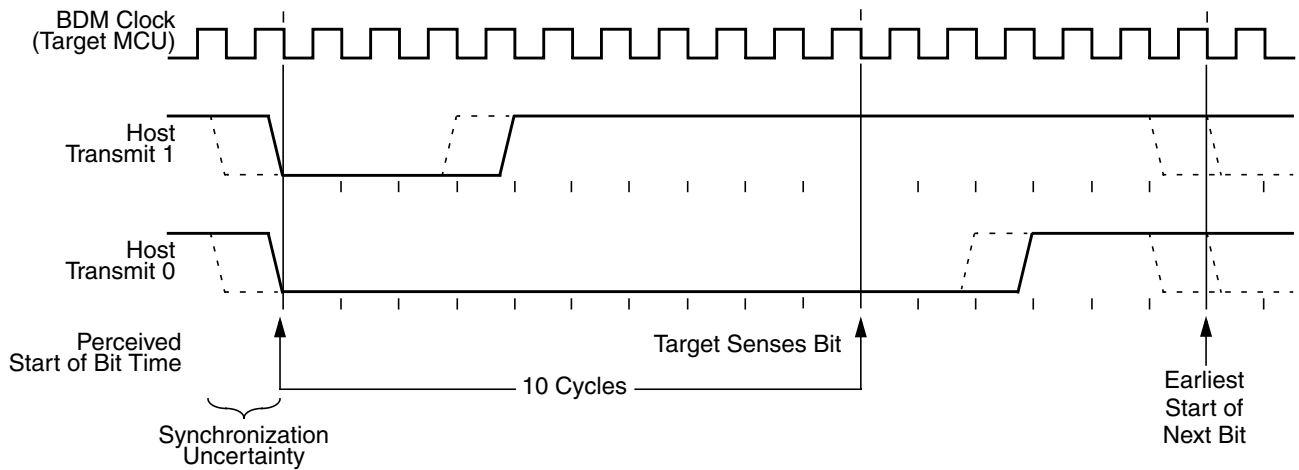 BDM Clock
(Target MCU)
Host
Transmit 1
Host
Transmit 0
Perceived
Start of Bit Time
Target Senses Bit
10 Cycles
Earliest
Start of
Next Bit
Synchronization
Uncertainty